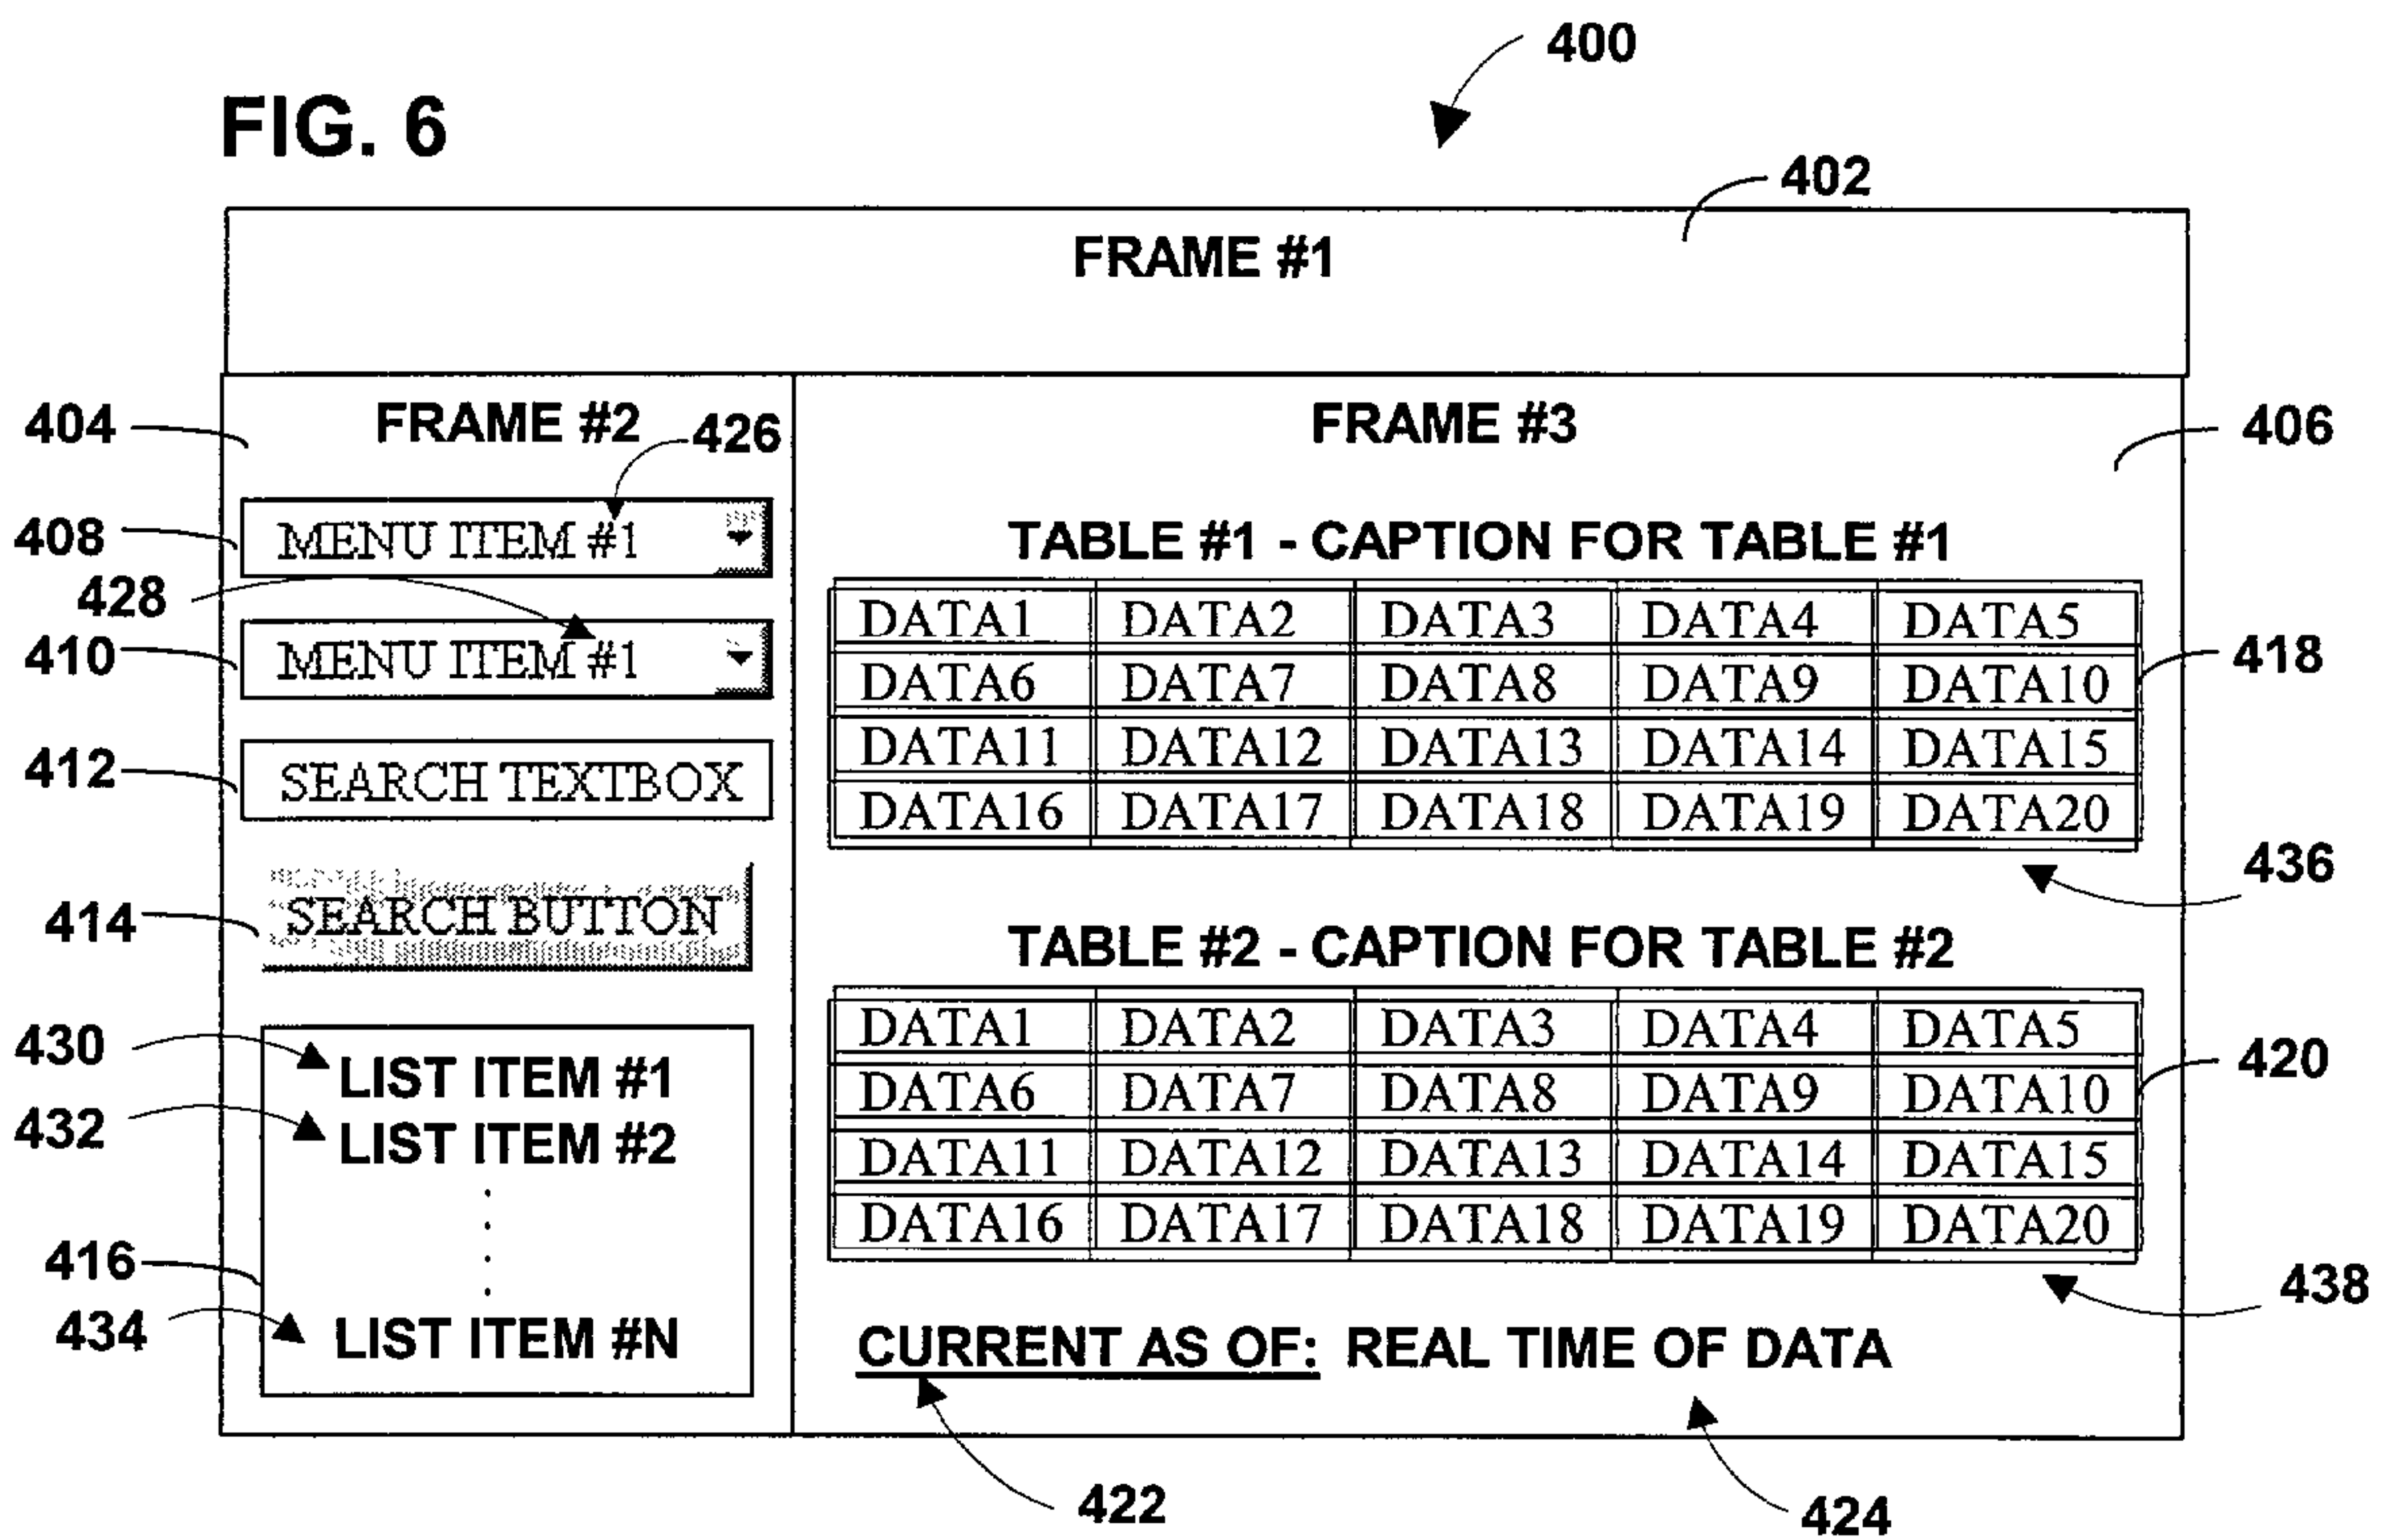 400
FIG. 6
402
FRAME #1
404
FRAME #2
426
FRAME #3
406
408
MENU ITEM #1
428
410
MENU ITEM #1
412
SEARCH TEXTBOX
414
SEARCH BUTTON
430
LIST ITEM #1
432
LIST ITEM #2
416
434
LIST ITEM #N
TABLE #1 - CAPTION FOR TABLE #1
DATA1 DATA2 DATA3 DATA4 DATA5
DATA6 DATA7 DATA8 DATA9 DATA10
418
DATA11 DATA12 DATA13 DATA14 DATA15
DATA16 DATA17 DATA18 DATA19 DATA20
436
TABLE #2 - CAPTION FOR TABLE #2
DATA1 DATA2 DATA3 DATA4 DATA5
420
DATA6 DATA7 DATA8 DATA9 DATA10
DATA11 DATA12 DATA13 DATA14 DATA15
DATA16 DATA17 DATA18 DATA19 DATA20
438
CURRENT AS OF: REAL TIME OF DATA
422
424